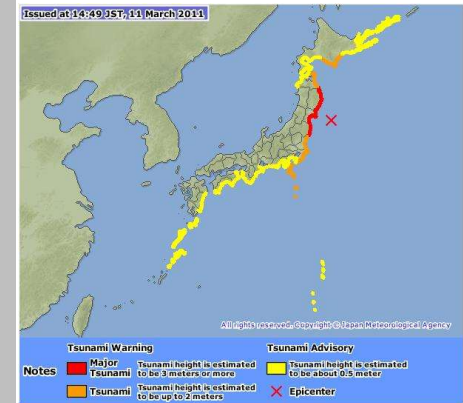 Issued at 14:49 JST, 11 March 2011
All rights reserved. Copyright © Japan Meteorological Agency
Tsunami Warning
Tsunami Advisory
Notes
Major Tsunami
Tsunami height is estimated to be 3 meters or more
Tsunami height is estimated to be about 0.5 meter
Tsunami
Tsunami height is estimated to be up to 2 meters
Epicenter